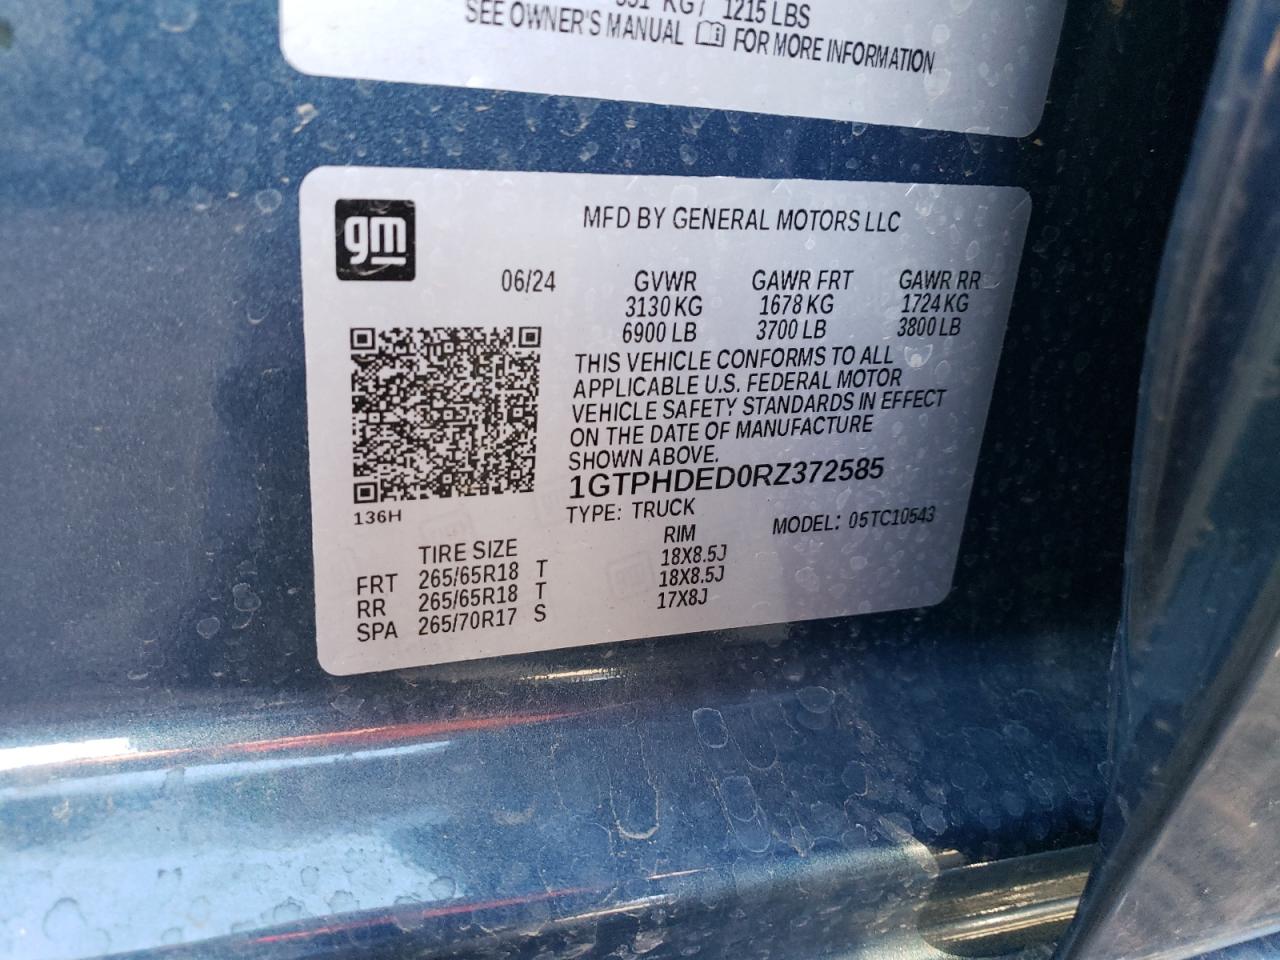 KG / 1215 LBS
SEE OWNER'S MANUAL FOR MORE INFORMATION
gm
MFD BY GENERAL MOTORS LLC
06/24 GVWR GAWR FRT GAWR RR
3130 KG 1678 KG 1724 KG
6900 LB 3700 LB 3800 LB
THIS VEHICLE CONFORMS TO ALL
APPLICABLE U.S. FEDERAL MOTOR
VEHICLE SAFETY STANDARDS IN EFFECT
ON THE DATE OF MANUFACTURE
SHOWN ABOVE.
1GTPHDED0RZ372585
136H
TYPE: TRUCK MODEL: 05TC10543
TIRE SIZE RIM
FRT 265/65R18 T 18X8.5J
RR 265/65R18 T 18X8.5J
SPA 265/70R17 S 17X8J